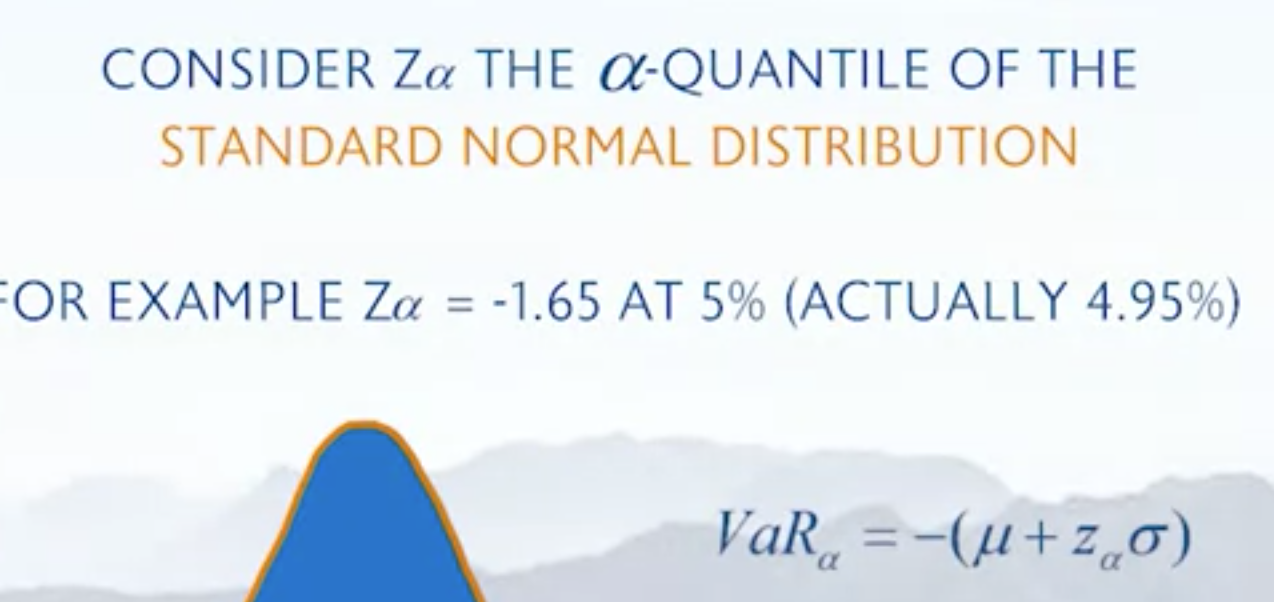 CONSIDER Zα THE α-QUANTILE OF THE
STANDARD NORMAL DISTRIBUTION
FOR EXAMPLE Zα = -1.65 AT 5% (ACTUALLY 4.95%)
VaRα = −(μ + zασ)